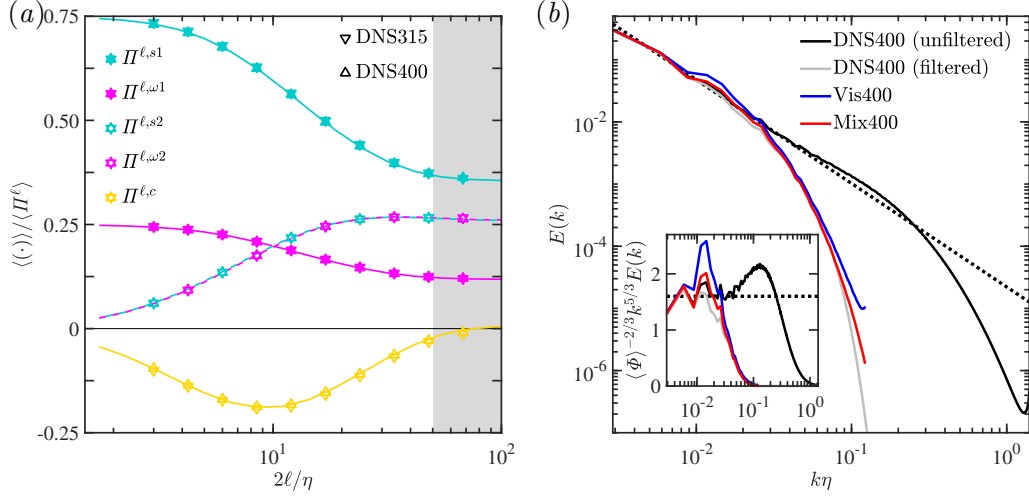 (a)
0.75
0.50
0.25
0
-0.25
⟨(·)⟩/⟨Π^ℓ⟩
Π^{ℓ,s1}
Π^{ℓ,ω1}
Π^{ℓ,s2}
Π^{ℓ,ω2}
Π^{ℓ,c}
DNS315
DNS400
10^1
10^2
2ℓ/η
(b)
DNS400 (unfiltered)
DNS400 (filtered)
Vis400
Mix400
E(k)
10^{-2}
10^{-4}
10^{-6}
⟨Φ⟩^{-2/3}k^{5/3}E(k)
2
1
0
10^{-2}
10^{-1}
10^0
10^{-2}
10^{-1}
10^0
kη